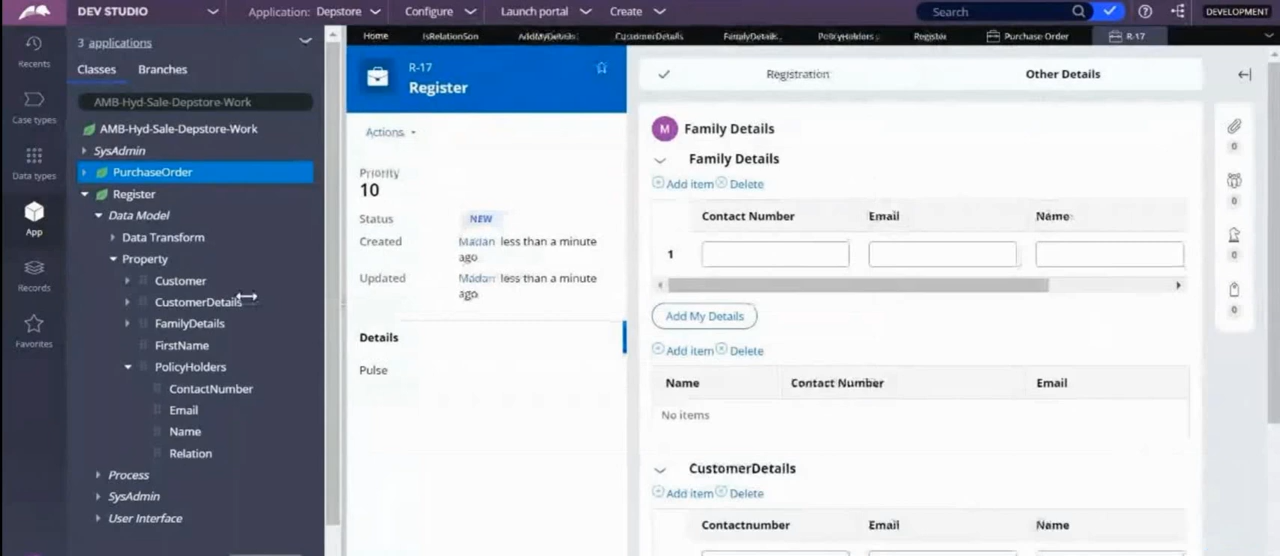 DEV STUDIO
Application: Depstore
Configure
Launch portal
Create
Search
DEVELOPMENT
Recents
Case types
Data types
App
Records
Favorites
3 applications
Classes Branches
AMB-Hyd-Sale-Depstore-Work
AMB-Hyd-Sale-Depstore-Work
SysAdmin
PurchaseOrder
Register
Data Model
Data Transform
Property
Customer
CustomerDetails
FamilyDetails
FirstName
PolicyHolders
ContactNumber
Email
Name
Relation
Process
SysAdmin
User Interface
Home IsRelationSon AddMyDetails CustomerDetails FamilyDetails PolicyHolders Register Purchase Order R-17
R-17
Register
Actions
Priority
10
Status NEW
Created Madan less than a minute
ago
Updated Madan less than a minute
ago
Details
Pulse
Registration Other Details
M Family Details
Family Details
Add item Delete
Contact Number Email Name
1
Add My Details
Add item Delete
Name Contact Number Email
No items
CustomerDetails
Add item Delete
Contactnumber Email Name
0
0
0
0